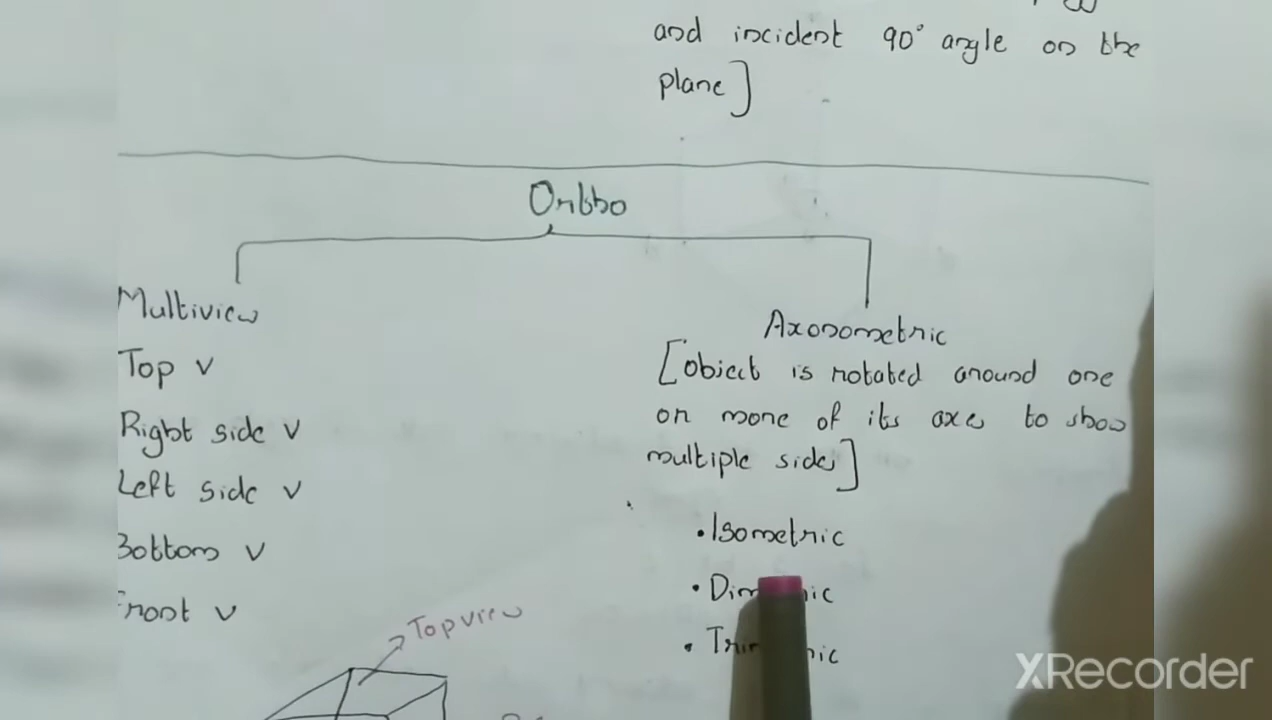 and incident 90° angle on the
plane]
Ortho
Multiview
Top v
Right side v
Left side v
Bottom v
Front v
Axonometric
[object is rotated around one
or more of its axes to show
multiple sides]
• Isometric
•
•
Top view
XRecorder